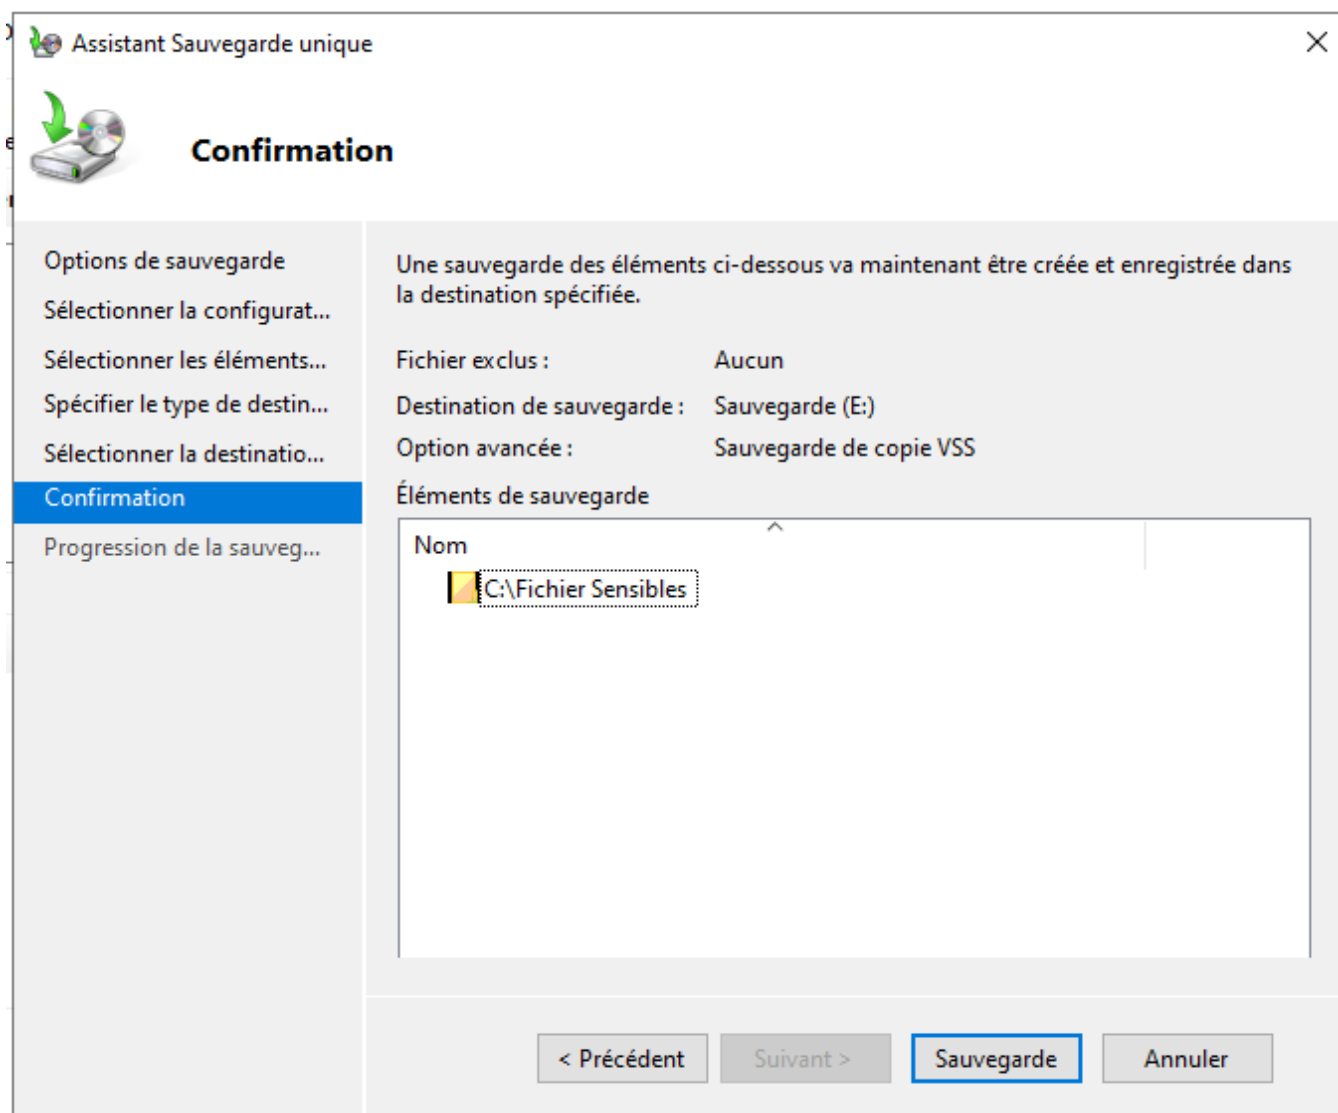 Assistant Sauvegarde unique
Confirmation
Options de sauvegarde
Sélectionner la configurat...
Sélectionner les éléments...
Spécifier le type de destin...
Sélectionner la destinatio...
Confirmation
Progression de la sauveg...
Une sauvegarde des éléments ci-dessous va maintenant être créée et enregistrée dans
la destination spécifiée.
Fichier exclus : Aucun
Destination de sauvegarde : Sauvegarde (E:)
Option avancée : Sauvegarde de copie VSS
Éléments de sauvegarde
Nom
C:\Fichier Sensibles
< Précédent
Suivant >
Sauvegarde
Annuler